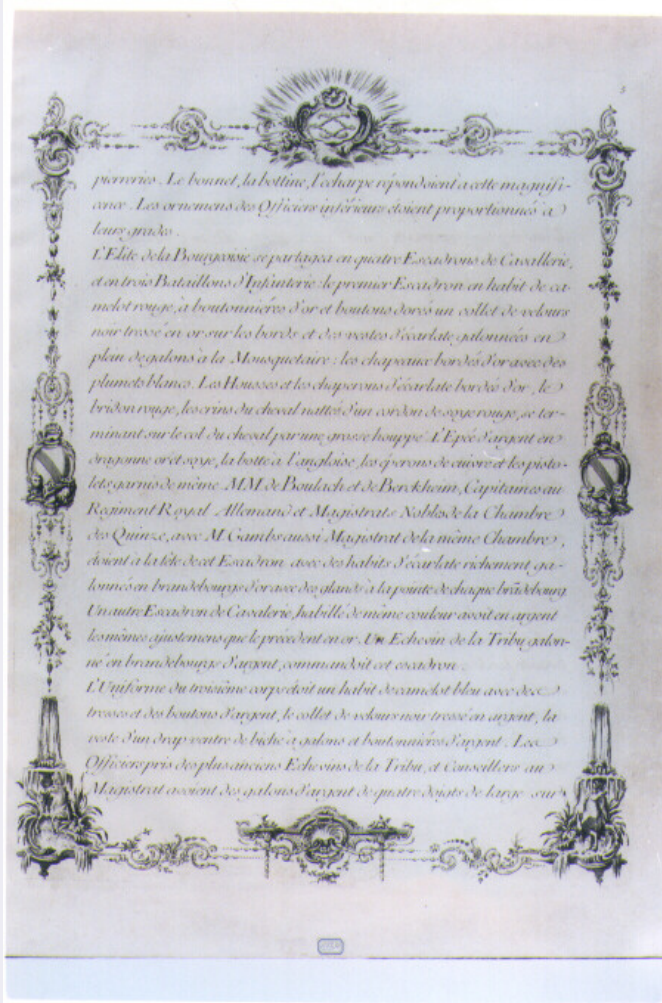 5
pierreries. Le bonnet, la bottine, l'écharpe répondoient a cette magnifi-
cence. Les ornemens des Officiers inférieurs étoient proportionnés à
leurs grades.
L'Elite de la Bourgeoisie se partagea en quatre Escadrons de Cavallerie,
et en trois Bataillons d'Infanterie: le premier Escadron en habit de ca-
melot rouge, à boutonnières d'or et boutons dorés un collet de velours
noir tressé en or sur les bords et des vestes d'écarlate galonnées en
plein de galons à la Mousquetaire: les chapeaux bordés d'or avec des
plumets blancs. Les Housses et les chaperons d'écarlate bordés d'or, le
bridon rouge, les crins du cheval nattés d'un cordon de soye rouge, se ter-
minant sur le col du cheval par une grosse houppe. L'Epée d'argent en
dragonne or et soye, la botte à l'angloise, les éperons de cuivre et les pisto-
lets garnis de même. MM. de Boulach et de Berckheim, Capitaines au
Regiment Royal Allemand et Magistrats Nobles de la Chambre
des Quinze, avec M. Gambs aussi Magistrat de la même Chambre,
étoient à la tête de cet Escadron avec des habits d'écarlate richement ga-
lonnés en brandebourgs d'or avec des glands à la pointe de chaque brādebourg
Un autre Escadron de Cavalerie, habillé de même couleur avoit en argent
les mêmes ajustemens que le précédent en or. Un Echevin de la Tribu, galon-
né en brandebourgs d'argent, commandoit cet escadron.
L'Uniforme du troisième corps étoit un habit de camelot bleu avec des
tresses et des boutons d'argent, le collet de velours noir tressé en argent, la
veste d'un drap ventre de biche à galons et boutonnières d'argent. Les
Officiers pris des plus anciens Echevins de la Tribu, et Conseillers au
Magistrat avoient des galons d'argent de quatre doigts de large sur